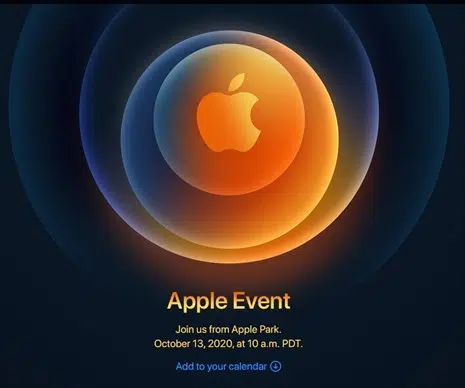 Apple Event
Join us from Apple Park.
October 13, 2020, at 10 a.m. PDT.
Add to your calendar